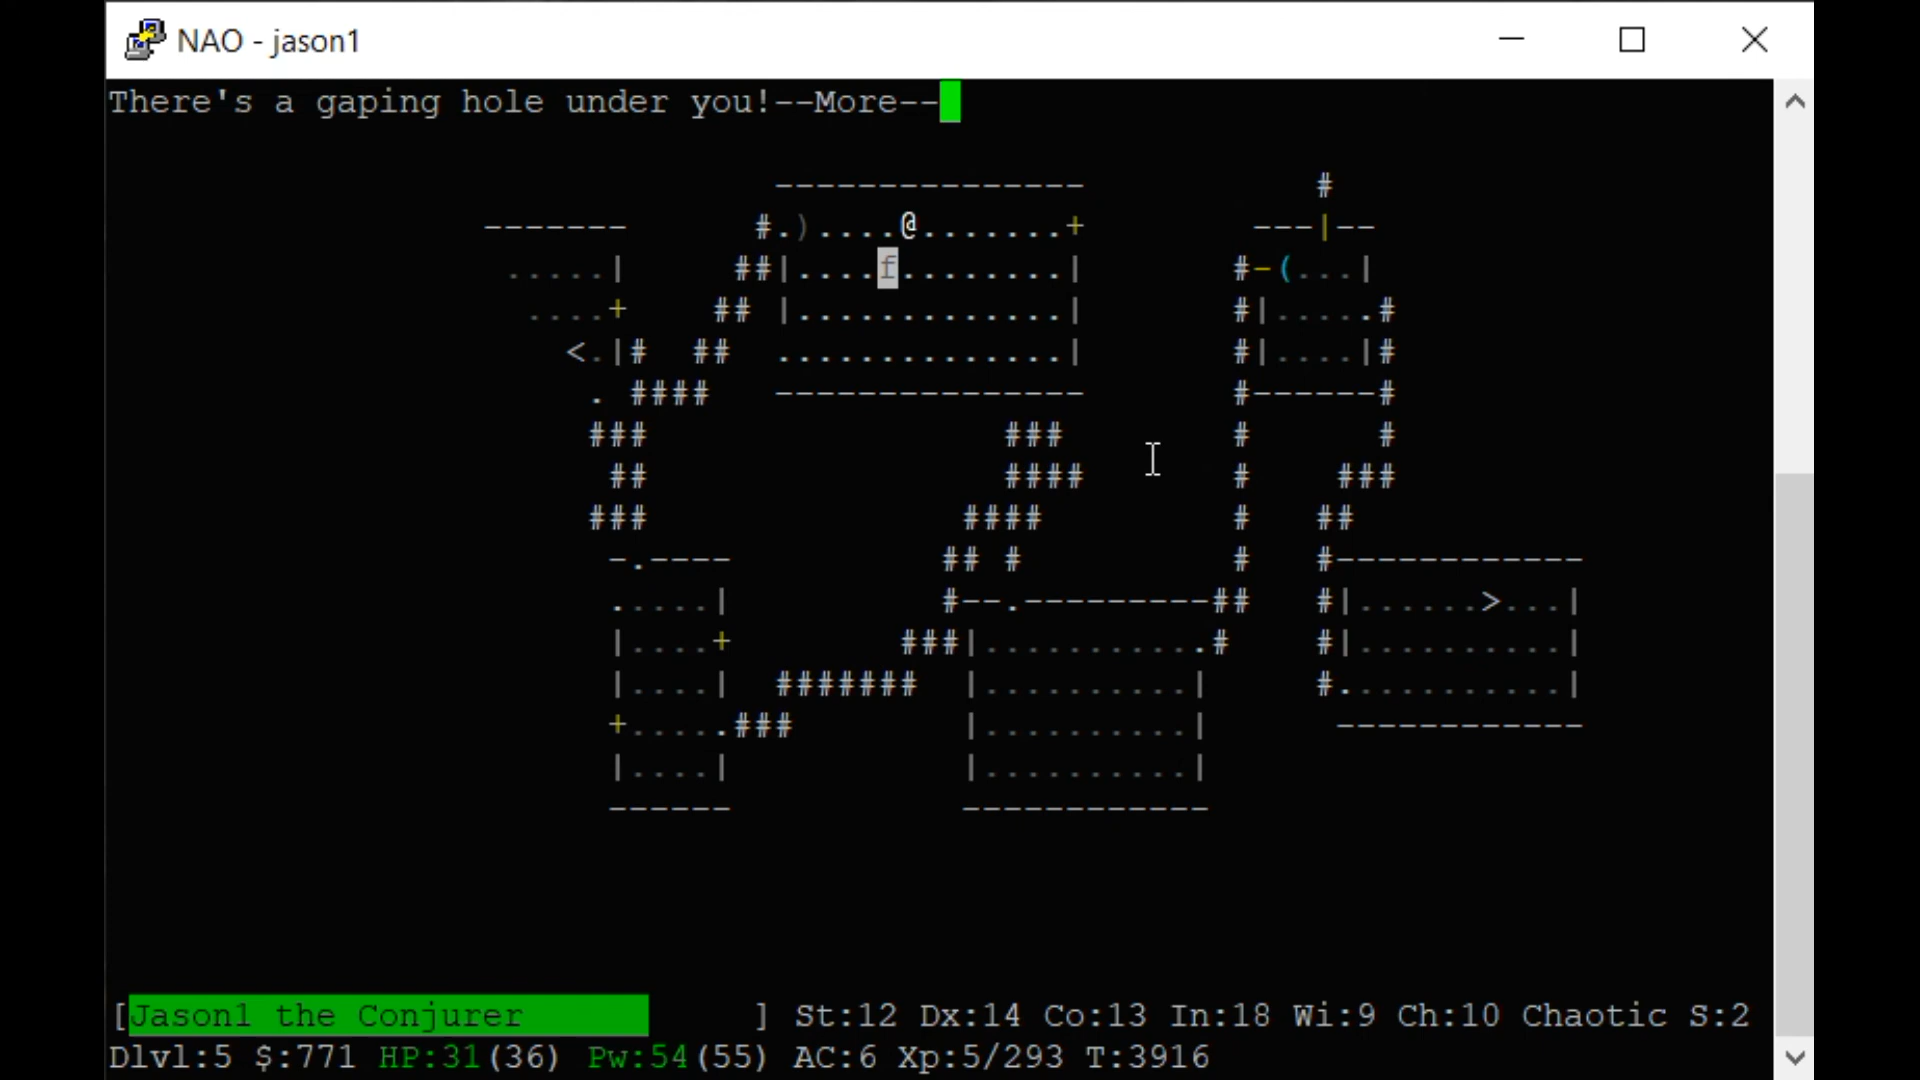 NAO - jason1
There's a gaping hole under you!--More--
--------------- #
------- #.)....@.......+ ---|--
.....| ##|....f........| #-(...|
....+ ## |.............| #|.....#
<.|# ## ..............| #|....|#
. #### --------------- #------#
### ### # #
## #### # ###
### #### # ##
-.---- ## # # #------------
.....| #--.---------## #|......>...|
|....+ ###|...........# #|..........|
|....| ####### |..........| #...........|
+.....### |..........| ------------
|....| |..........|
------ ------------
[Jason1 the Conjurer ] St:12 Dx:14 Co:13 In:18 Wi:9 Ch:10 Chaotic S:2
Dlvl:5 $:771 HP:31(36) Pw:54(55) AC:6 Xp:5/293 T:3916